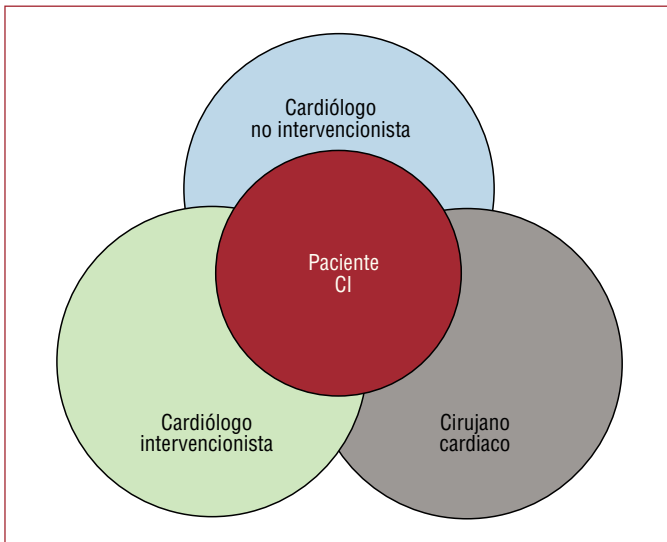 Cardiólogo
no intervencionista
Paciente
CI
Cardiólogo
intervencionista
Cirujano
cardiaco